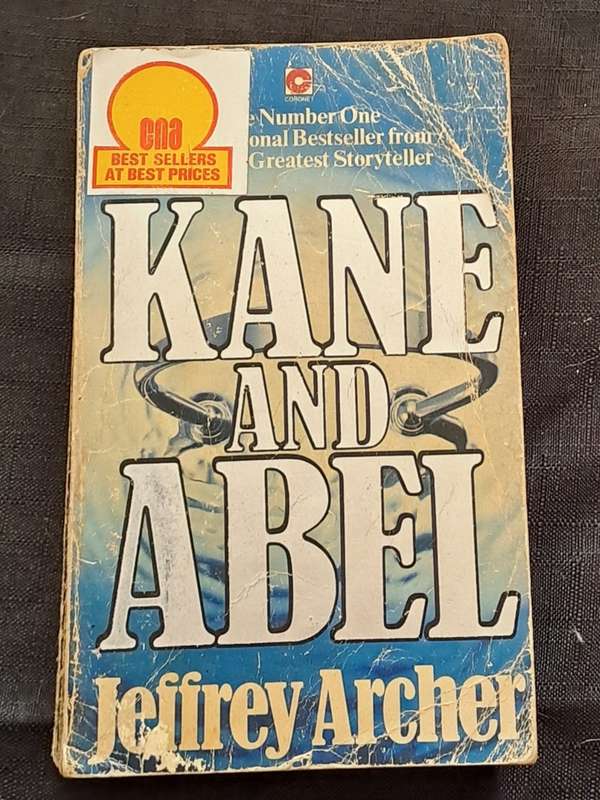 cna
BEST SELLERS
AT BEST PRICES
CORONET
e Number One
onal Bestseller from
Greatest Storyteller
KANE
AND
ABEL
Jeffrey Archer